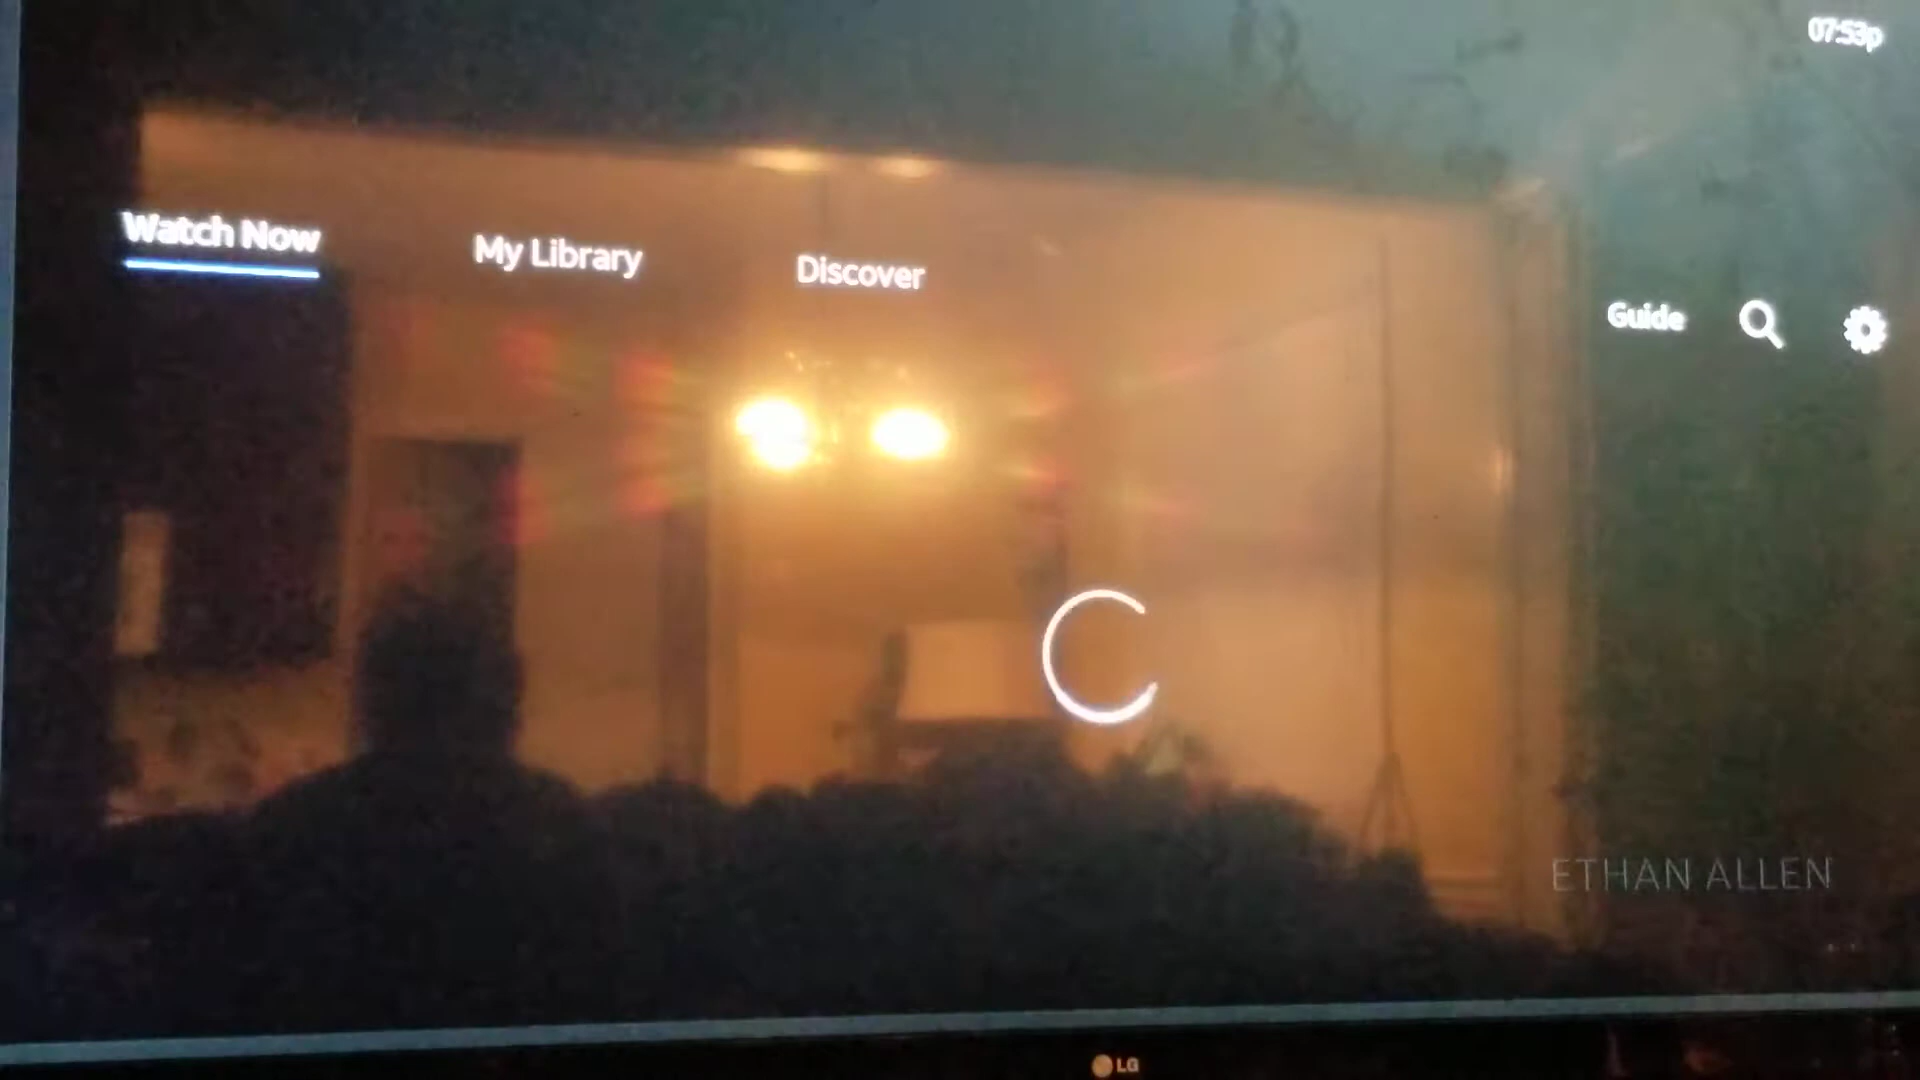 07:53p
Watch Now
My Library
Discover
Guide
ETHAN ALLEN
LG